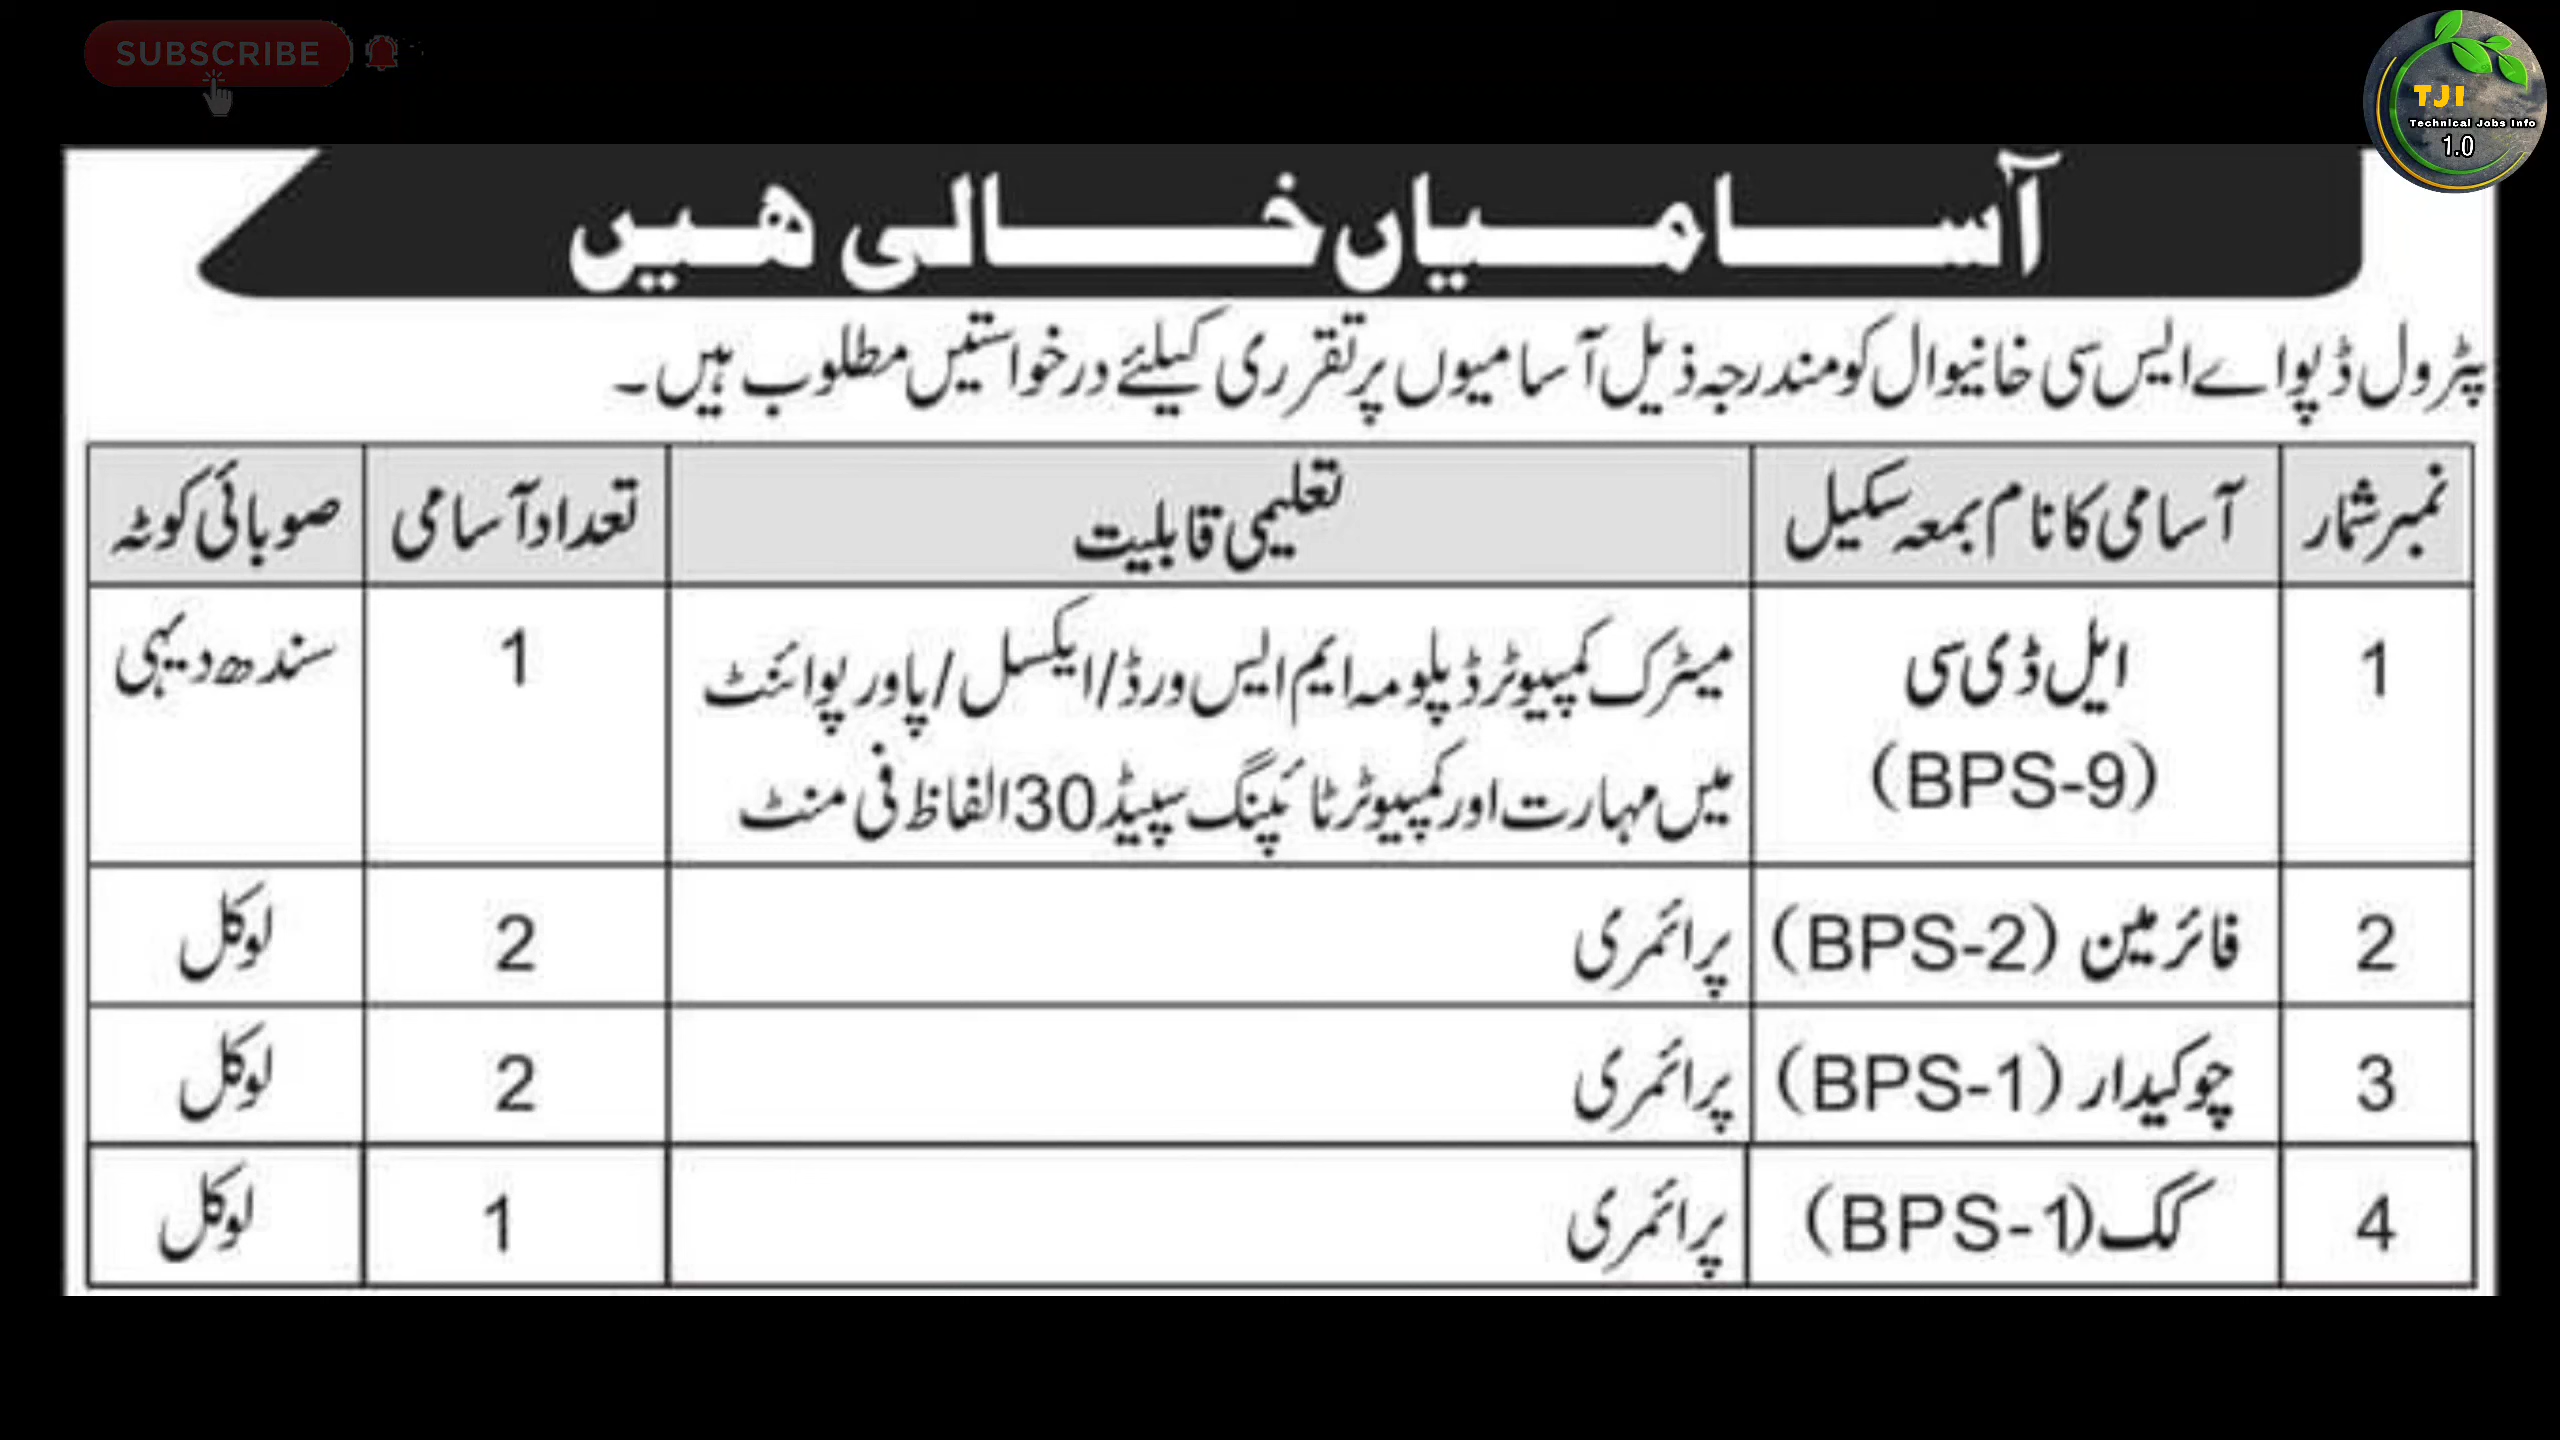 SUBSCRIBE
TJI
Technical Jobs Info
1.0
آسامیاں خالی ھیں
پٹرول ڈپو اے ایس سی خانیوال کو مندرجہ ذیل آسامیوں پر تقرری کیلئے درخواستیں مطلوب ہیں۔
نمبر شمار آسامی کا نام بمعہ سکیل تعلیمی قابلیت تعداد آسامی صوبائی کوٹہ
1 ایل ڈی سی میٹرک کمپیوٹر ڈپلومہ ایم ایس ورڈ/ایکسل/پاور پوائنٹ 1 سندھ دیہی
(BPS-9) میں مہارت اور کمپیوٹر ٹائپنگ سپیڈ 30 الفاظ فی منٹ
2 فائر مین (BPS-2) پرائمری 2 لوکل
3 چوکیدار (BPS-1) پرائمری 2 لوکل
4 کک (BPS-1) پرائمری 1 لوکل